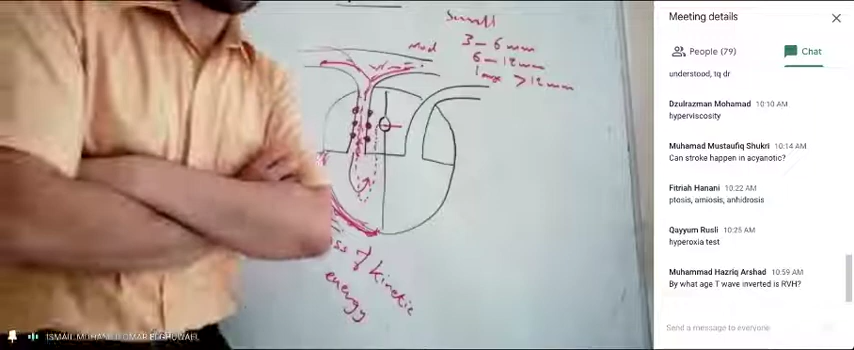 Small
Mod
3 - 6 mm
6 - 12 mm
> 12 mm
of kinetic
energy
Meeting details
People (79)
Chat
understood, tq dr
Dzulrazman Mohamad 10:10 AM
hyperviscosity
Muhamad Mustaufiq Shukri 10:14 AM
Can stroke happen in acyanotic?
Fitriah Hanani 10:22 AM
ptosis, amiosis, anhidrosis
Qayyum Rusli 10:25 AM
hyperoxia test
Muhammad Hazriq Arshad 10:59 AM
By what age T wave inverted is RVH?
Send a message to everyone